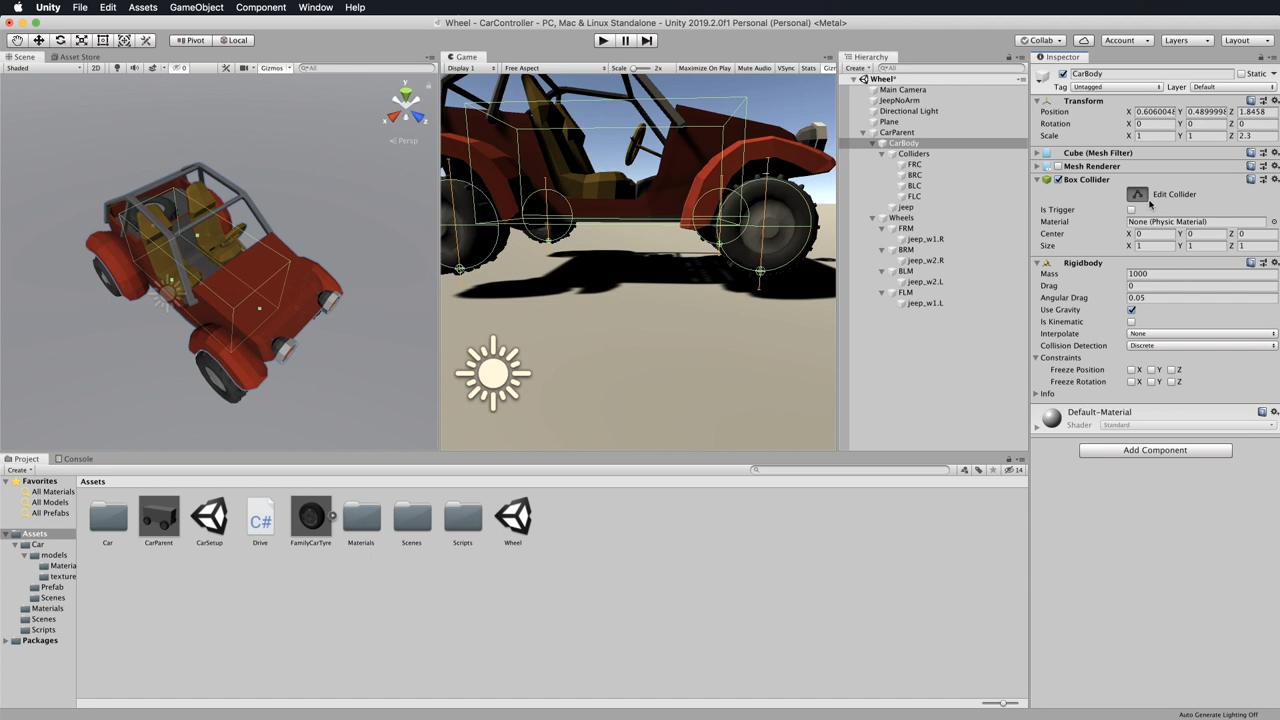 Unity File Edit Assets GameObject Component Window Help
Wheel - CarController - PC, Mac & Linux Standalone - Unity 2019.2.0f1 Personal (Personal) <Metal>
Pivot Local Collab Account Layers Layout
Scene Asset Store
Shaded 2D 0 Gizmos All
y x z
Persp
Game
Display 1 Free Aspect Scale 2x Maximize On Play Mute Audio VSync Stats Giz
Hierarchy
Create All
Wheel*
Main Camera
JeepNoArm
Directional Light
Plane
CarParent
CarBody
Colliders
FRC
BRC
BLC
FLC
jeep
Wheels
FRM
jeep_w1.R
BRM
jeep_w2.R
BLM
jeep_w2.L
FLM
jeep_w1.L
Inspector
CarBody Static
Tag Untagged Layer Default
Transform
Position X 0.6060048 Y 0.4899998 Z 1.8458
Rotation X 0 Y 0 Z 0
Scale X 1 Y 1 Z 2.3
Cube (Mesh Filter)
Mesh Renderer
Box Collider
Edit Collider
Is Trigger
Material None (Physic Material)
Center X 0 Y 0 Z 0
Size X 1 Y 1 Z 1
Rigidbody
Mass 1000
Drag 0
Angular Drag 0.05
Use Gravity
Is Kinematic
Interpolate None
Collision Detection Discrete
Constraints
Freeze Position X Y Z
Freeze Rotation X Y Z
Info
Default-Material
Shader Standard
Add Component
Project Console
Create 14
Favorites
All Materials
All Models
All Prefabs
Assets
Car
models
Materia
texture
Prefab
Scenes
Materials
Scenes
Scripts
Packages
Assets
C#
Car CarParent CarSetup Drive FamilyCarTyre Materials Scenes Scripts Wheel
Auto Generate Lighting Off